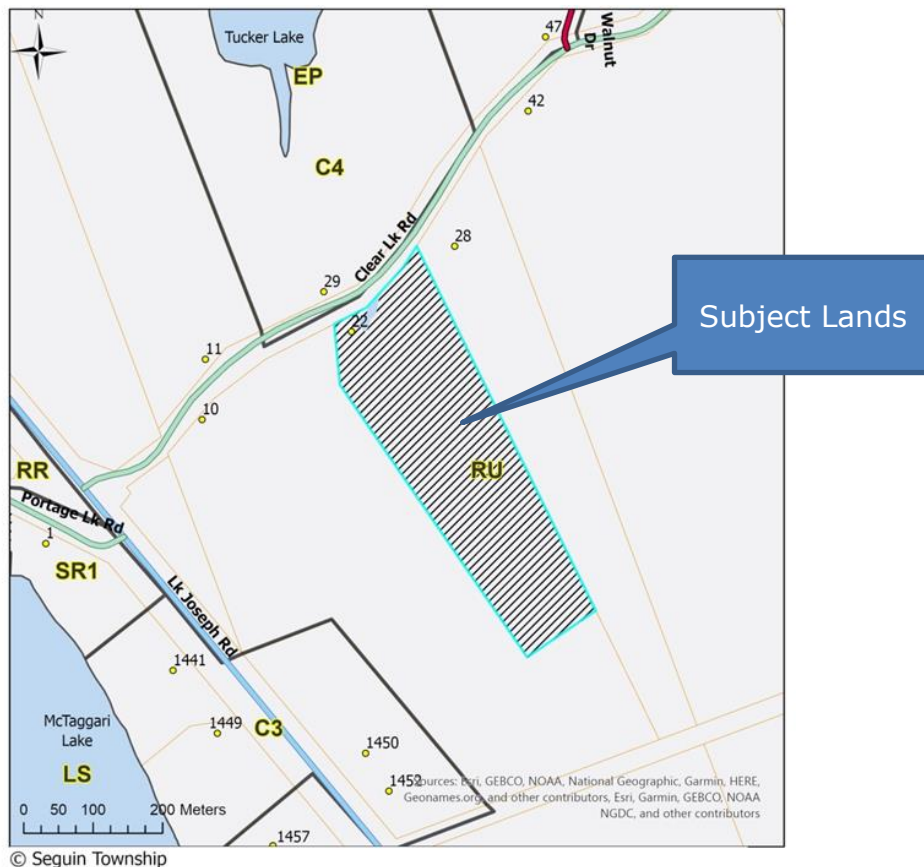 N
Tucker Lake
EP
47
Walnut
Dr
42
C4
Clear Lk Rd
28
29
Subject Lands
22
11
10
RR
RU
Portage Lk Rd
1
SR1
Lk Joseph Rd
1441
McTaggari
Lake
1449
C3
1450
LS
1452
Sources: Esri, GEBCO, NOAA, National Geographic, Garmin, HERE,
Geonames.org, and other contributors, Esri, Garmin, GEBCO, NOAA
NGDC, and other contributors
0 50 100 200 Meters
1457
© Seguin Township